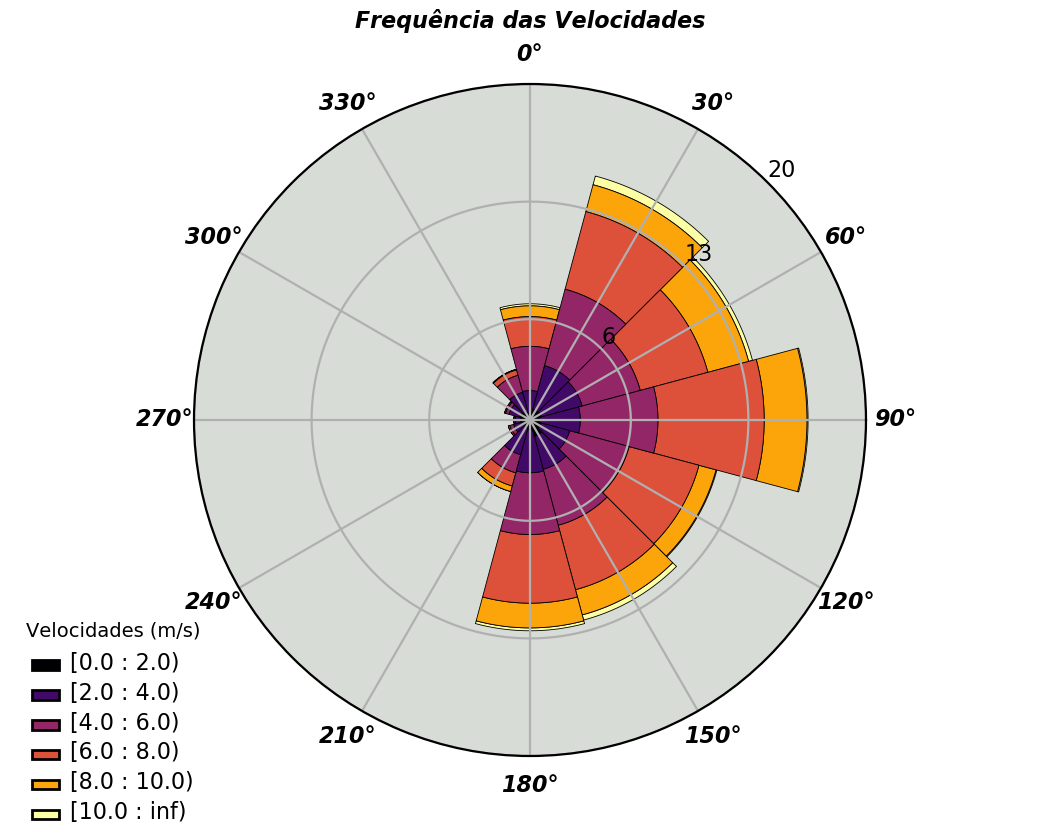 Frequência das Velocidades
0°
330°
30°
20
300°
60°
13
6
270°
90°
240°
120°
Velocidades (m/s)
[0.0 : 2.0)
[2.0 : 4.0)
[4.0 : 6.0)
210°
150°
[6.0 : 8.0)
180°
[8.0 : 10.0)
[10.0 : inf)